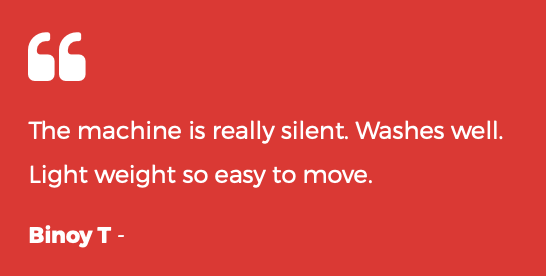 The machine is really silent. Washes well.
Light weight so easy to move.
Binoy T -